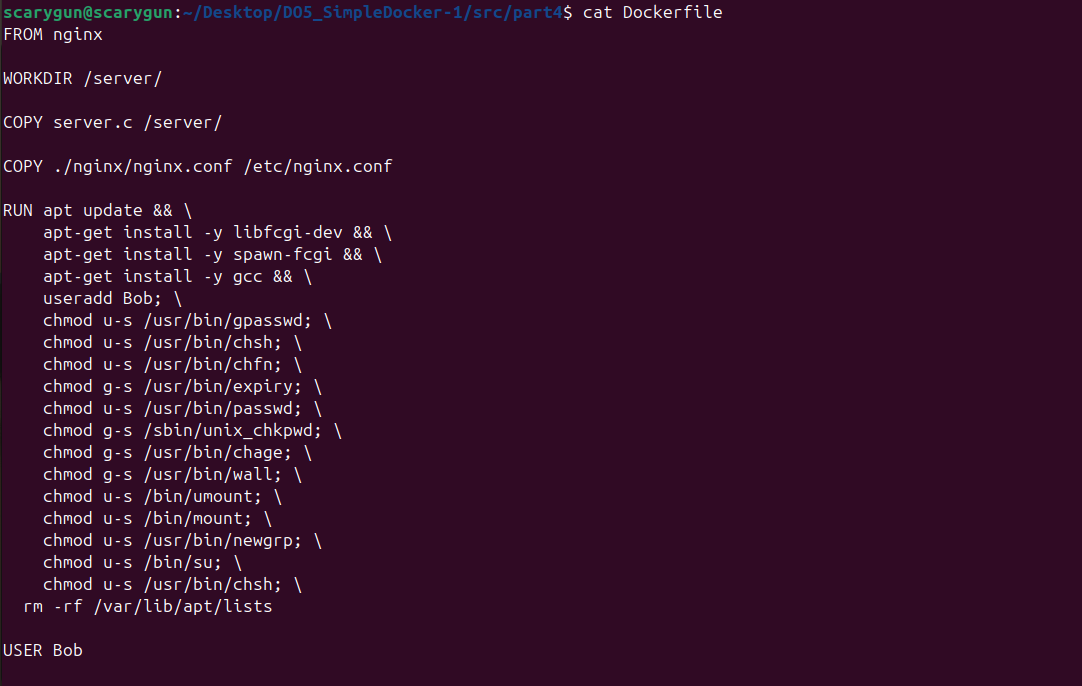 scarygun@scarygun:~/Desktop/D05_SimpleDocker-1/src/part4$ cat Dockerfile
FROM nginx
WORKDIR /server/
COPY server.c /server/
COPY ./nginx/nginx.conf /etc/nginx.conf
RUN apt update && \
    apt-get install -y libfcgi-dev && \
    apt-get install -y spawn-fcgi && \
    apt-get install -y gcc && \
    useradd Bob; \
    chmod u-s /usr/bin/gpasswd; \
    chmod u-s /usr/bin/chsh; \
    chmod u-s /usr/bin/chfn; \
    chmod g-s /usr/bin/expiry; \
    chmod u-s /usr/bin/passwd; \
    chmod g-s /sbin/unix_chkpwd; \
    chmod g-s /usr/bin/chage; \
    chmod g-s /usr/bin/wall; \
    chmod u-s /bin/umount; \
    chmod u-s /bin/mount; \
    chmod u-s /usr/bin/newgrp; \
    chmod u-s /bin/su; \
    chmod u-s /usr/bin/chsh; \
  rm -rf /var/lib/apt/lists
USER Bob